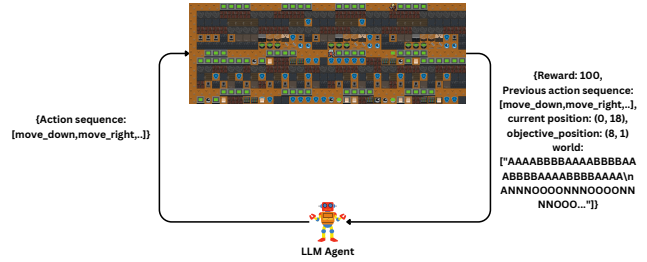 {Action sequence:
[move_down,move_right,..]}
{Reward: 100,
Previous action sequence:
[move_down,move_right,..],
current position: (0, 18),
objective_position: (8, 1)
world:
["AAAABBBBAAAABBBBAA
ABBBBAAAABBBBAAAA\n
ANNNOOOONNNOOOONN
NNOOO..."]}
LLM Agent